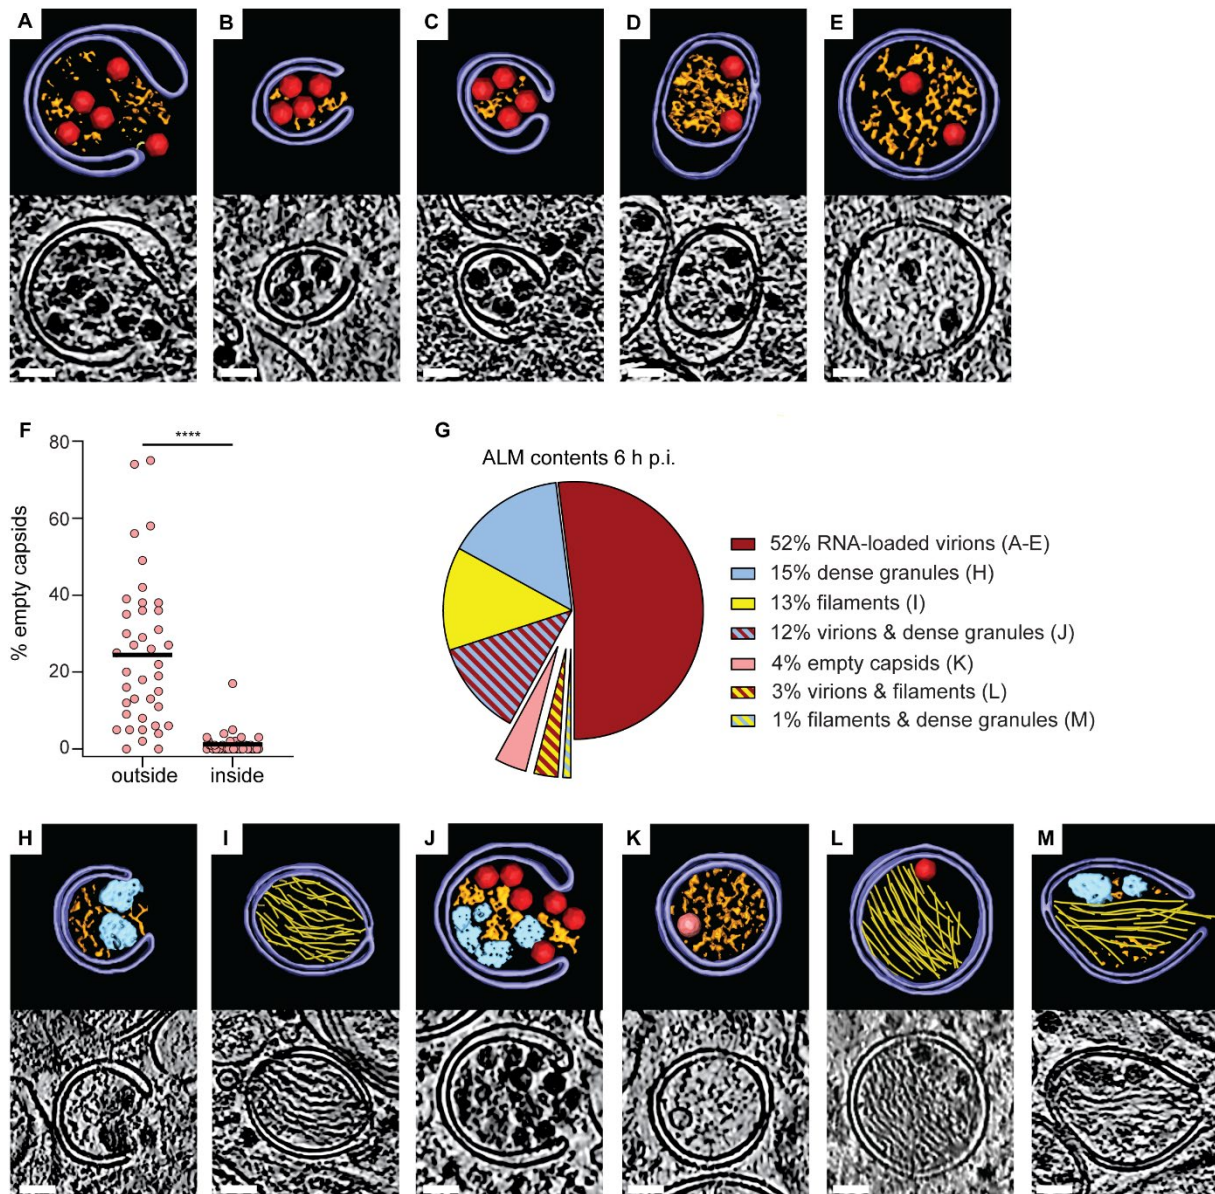 A
B
C
D
E
F
% empty capsids
80
60
40
20
0
****
outside
inside
G
ALM contents 6 h p.i.
52% RNA-loaded virions (A-E)
15% dense granules (H)
13% filaments (I)
12% virions & dense granules (J)
4% empty capsids (K)
3% virions & filaments (L)
1% filaments & dense granules (M)
H
I
J
K
L
M